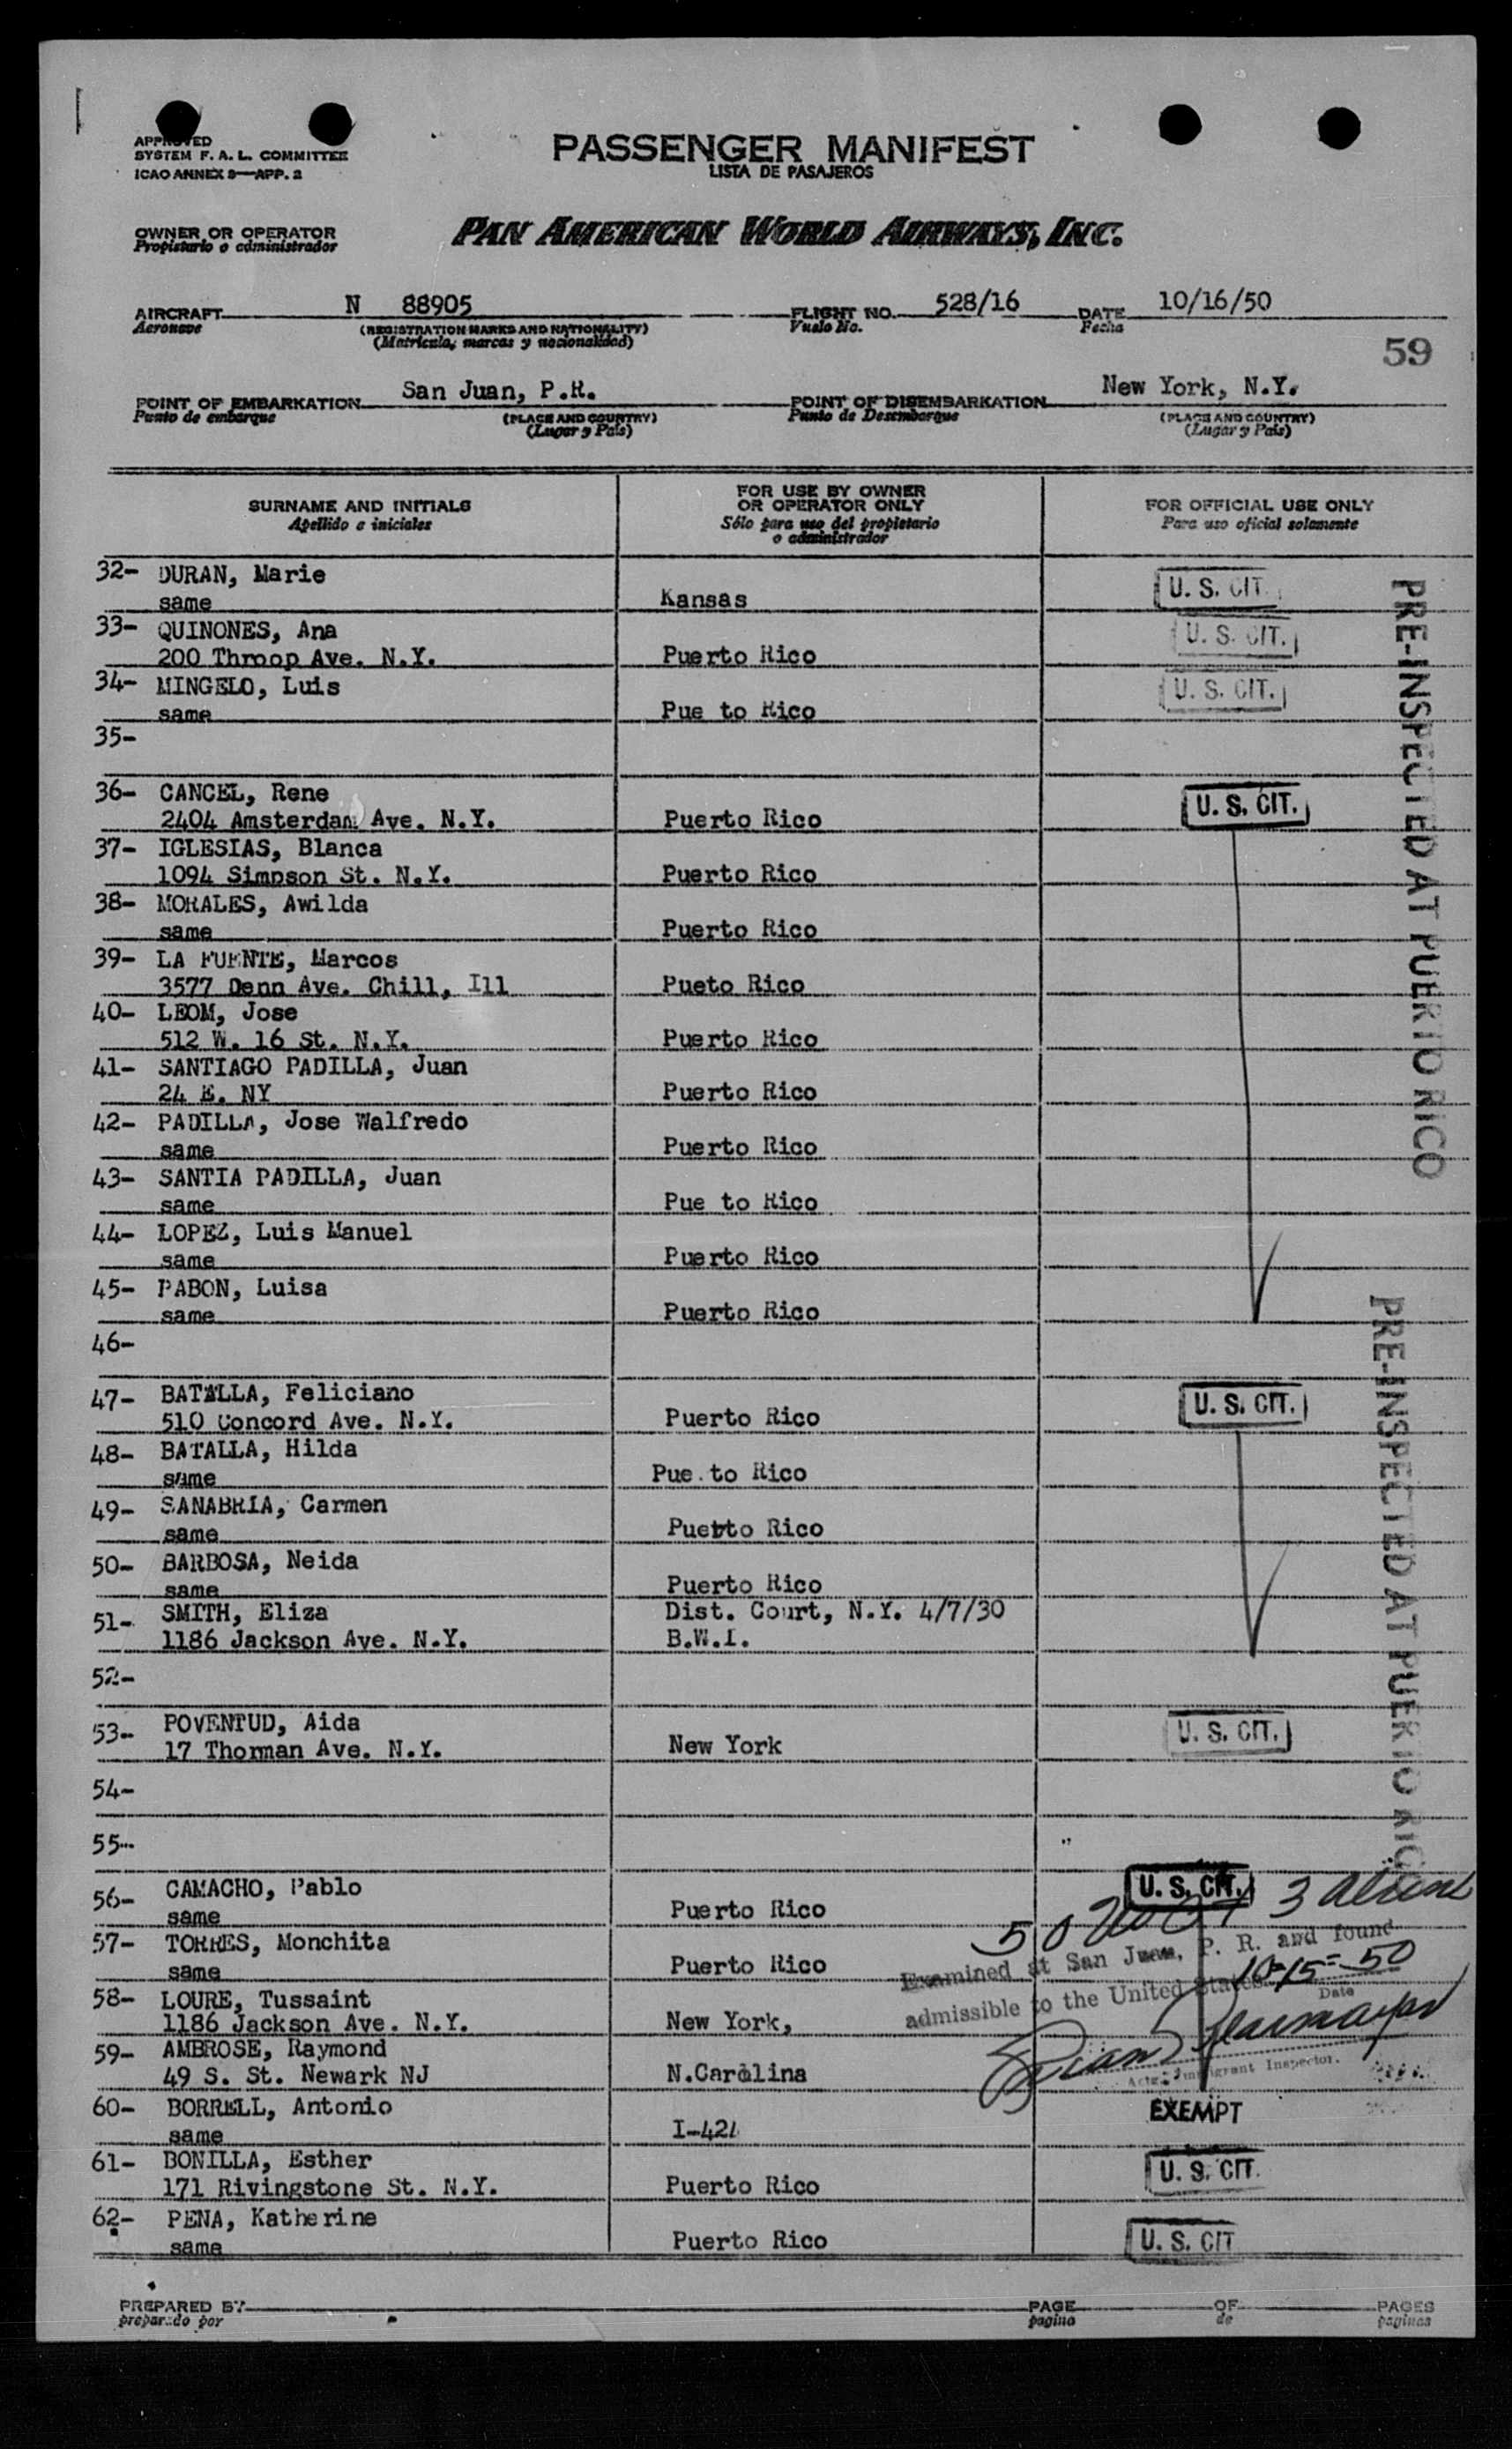 APPROVED
SYSTEM F. A. L. COMMITTEE
ICAO ANNEX 9—APP. 2
PASSENGER MANIFEST
LISTA DE PASAJEROS
OWNER OR OPERATOR
Propietario o administrador
PAN AMERICAN WORLD AIRWAYS, INC.
AIRCRAFT N 88905 FLIGHT NO. 528/16 DATE 10/16/50
Aeronave (REGISTRATION MARKS AND NATIONALITY) Vuelo No. Fecha
(Matricula, marcas y nacionalidad)
59
POINT OF EMBARKATION San Juan, P.R. POINT OF DISEMBARKATION New York, N.Y.
Punto de embarque (PLACE AND COUNTRY) Punto de Desembarque (PLACE AND COUNTRY)
(Lugar y País) (Lugar y País)
SURNAME AND INITIALS
Apellido e iniciales
FOR USE BY OWNER
OR OPERATOR ONLY
Sólo para uso del propietario
o administrador
FOR OFFICIAL USE ONLY
Para uso oficial solamente
32- DURAN, Marie U. S. CIT.
same Kansas
33- QUINONES, Ana U. S. CIT.
200 Throop Ave. N.Y. Puerto Rico
34- MINGELO, Luis U. S. CIT.
same Pue to Rico
35-
36- CANCEL, Rene U. S. CIT.
2404 Amsterdam Ave. N.Y. Puerto Rico
37- IGLESIAS, Blanca
1094 Simpson St. N.Y. Puerto Rico
38- MORALES, Awilda
same Puerto Rico
39- LA FUENTE, Marcos
3577 Denn Ave. Chill, Ill Pueto Rico
40- LEOM, Jose
512 W. 16 St. N.Y. Puerto Rico
41- SANTIAGO PADILLA, Juan
24 E. NY Puerto Rico
42- PADILLA, Jose Walfredo
same Puerto Rico
43- SANTIA PADILLA, Juan
same Pue to Rico
44- LOPEZ, Luis Manuel
same Puerto Rico
45- PABON, Luisa
same Puerto Rico
46-
PRE-INSPECTED AT PUERTO RICO
47- BATALLA, Feliciano U. S. CIT.
510 Concord Ave. N.Y. Puerto Rico
48- BATALLA, Hilda
same Pue to Rico
49- SANABRIA, Carmen
same Puerto Rico
50- BARBOSA, Neida
same Puerto Rico
51- SMITH, Eliza Dist. Court, N.Y. 4/7/30
1186 Jackson Ave. N.Y. B.W.I.
52-
53- POVENTUD, Aida U. S. CIT.
17 Thorman Ave. N.Y. New York
54-
55-
PRE-INSPECTED AT PUERTO RICO
56- CAMACHO, Pablo U. S. CIT.
same Puerto Rico
50 3
57- TORRES, Monchita
same Puerto Rico
Examined at San Juan, P. R. and found
admissible to the United States 10-15-50
Date
58- LOURE, Tussaint
1186 Jackson Ave. N.Y. New York,
59- AMBROSE, Raymond
49 S. St. Newark NJ N.Carolina
Actg. Immigrant Inspector.
60- BORRELL, Antonio EXEMPT
same I-421
61- BONILLA, Esther U. S. CIT.
171 Rivingstone St. N.Y. Puerto Rico
62- PENA, Katherine
same Puerto Rico U. S. CIT
PREPARED BY PAGE OF PAGES
preparado por pagina de paginas